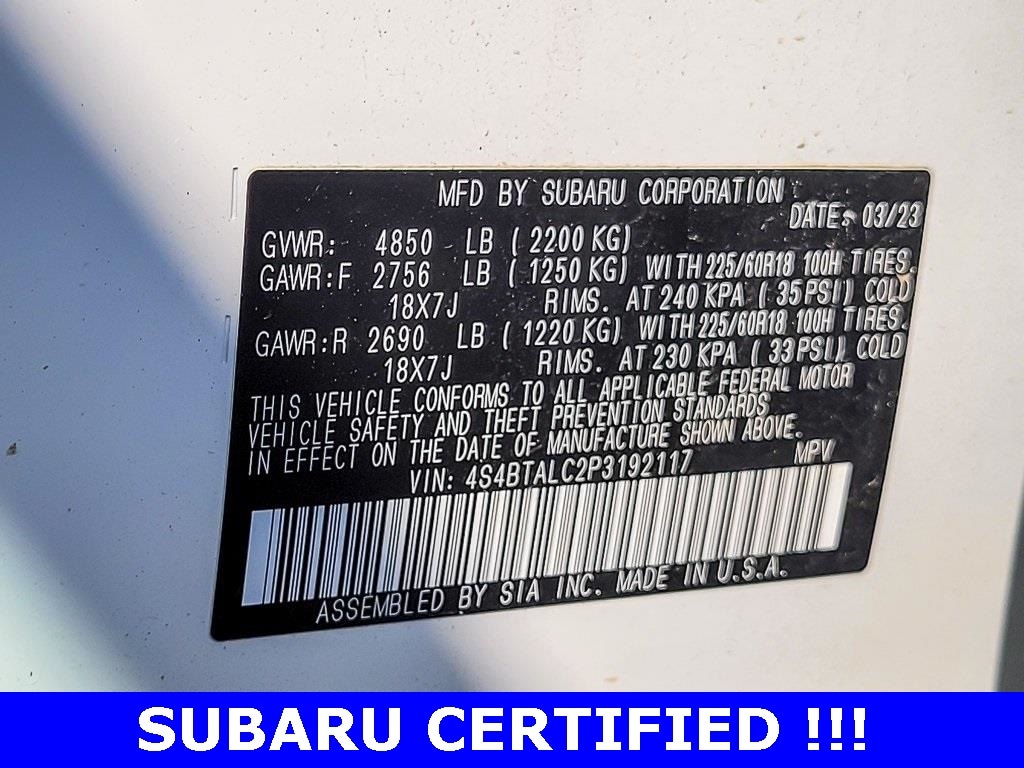 MFD BY SUBARU CORPORATION
DATE: 03/23
GVWR: 4850 LB ( 2200 KG)
GAWR:F 2756 LB ( 1250 KG) WITH 225/60R18 100H TIRES.
18X7J RIMS. AT 240 KPA ( 35 PSI) COLD
GAWR:R 2690 LB ( 1220 KG) WITH 225/60R18 100H TIRES.
18X7J RIMS. AT 230 KPA ( 33 PSI) COLD
THIS VEHICLE CONFORMS TO ALL APPLICABLE FEDERAL MOTOR
VEHICLE SAFETY AND THEFT PREVENTION STANDARDS
IN EFFECT ON THE DATE OF MANUFACTURE SHOWN ABOVE.
VIN: 4S4BTALC2P3192117 MPV
ASSEMBLED BY SIA INC. MADE IN U.S.A.
SUBARU CERTIFIED !!!